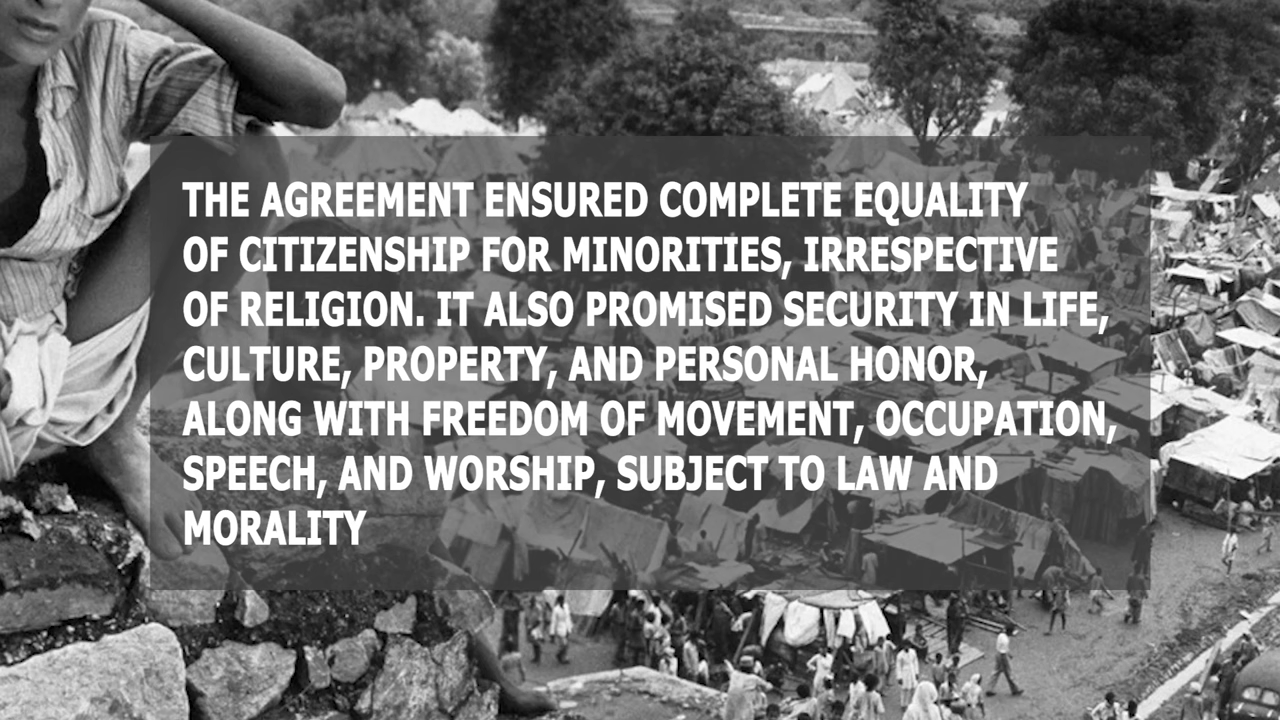 THE AGREEMENT ENSURED COMPLETE EQUALITY
OF CITIZENSHIP FOR MINORITIES, IRRESPECTIVE
OF RELIGION. IT ALSO PROMISED SECURITY IN LIFE,
CULTURE, PROPERTY, AND PERSONAL HONOR,
ALONG WITH FREEDOM OF MOVEMENT, OCCUPATION,
SPEECH, AND WORSHIP, SUBJECT TO LAW AND
MORALITY